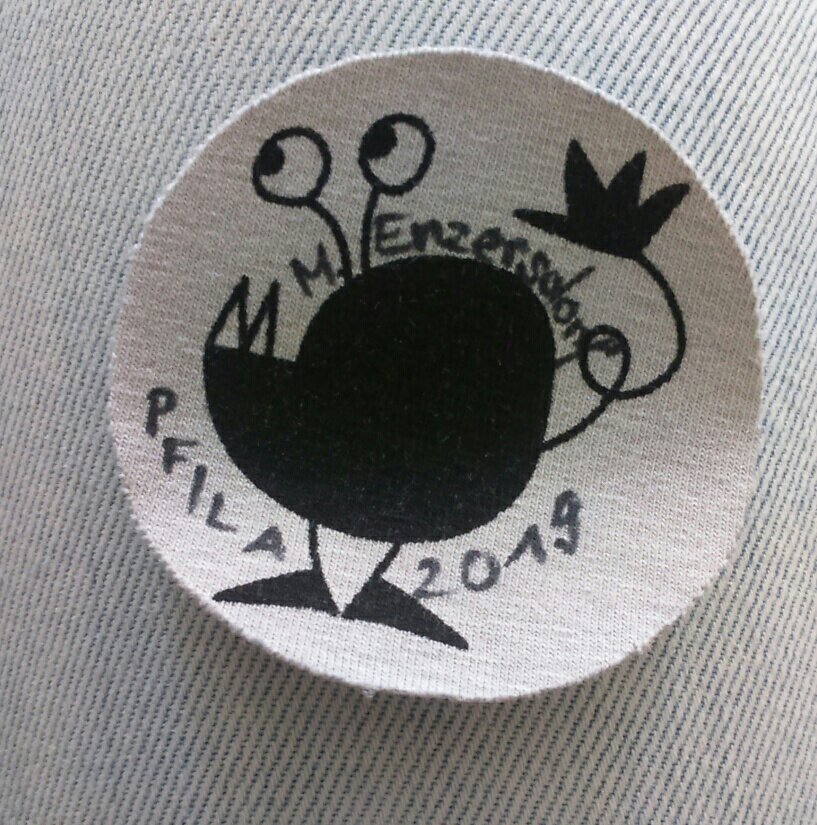 M. Enzersdorf
PFILA 2019